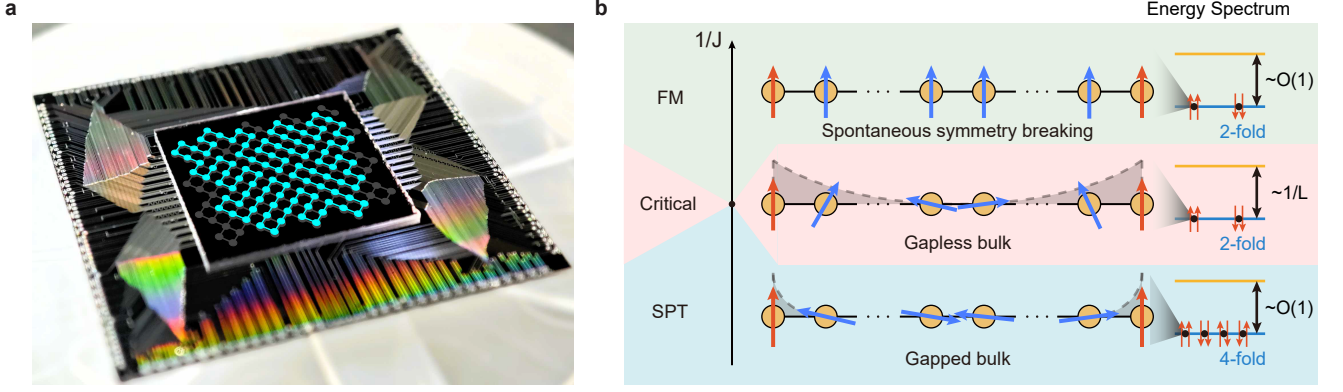 a
b
Energy Spectrum
1/J
FM
· · ·
· · ·
~O(1)
Spontaneous symmetry breaking
2-fold
Critical
~1/L
Gapless bulk
2-fold
SPT
· · ·
· · ·
~O(1)
Gapped bulk
4-fold